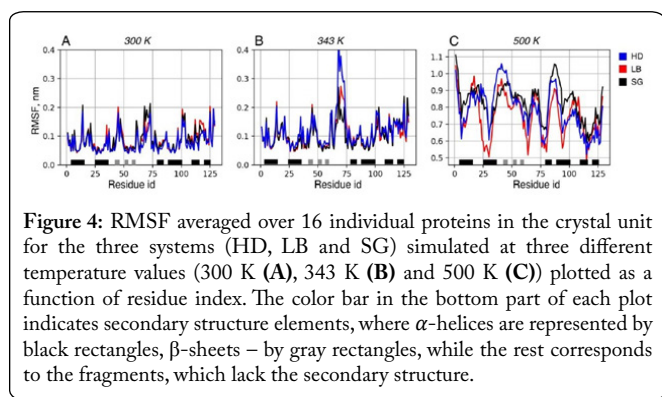 A 300 K
B 343 K
C 500 K
HD
LB
SG
RMSF, nm
0.4
0.3
0.2
0.1
0.0
0 25 50 75 100 125
Residue id
0.4
0.3
0.2
0.1
0.0
0 25 50 75 100 125
Residue id
1.1
1.0
0.9
0.8
0.7
0.6
0.5
0 25 50 75 100 125
Residue id
Figure 4: RMSF averaged over 16 individual proteins in the crystal unit
for the three systems (HD, LB and SG) simulated at three different
temperature values (300 K (A), 343 K (B) and 500 K (C)) plotted as a
function of residue index. The color bar in the bottom part of each plot
indicates secondary structure elements, where α-helices are represented by
black rectangles, β-sheets – by gray rectangles, while the rest corresponds
to the fragments, which lack the secondary structure.